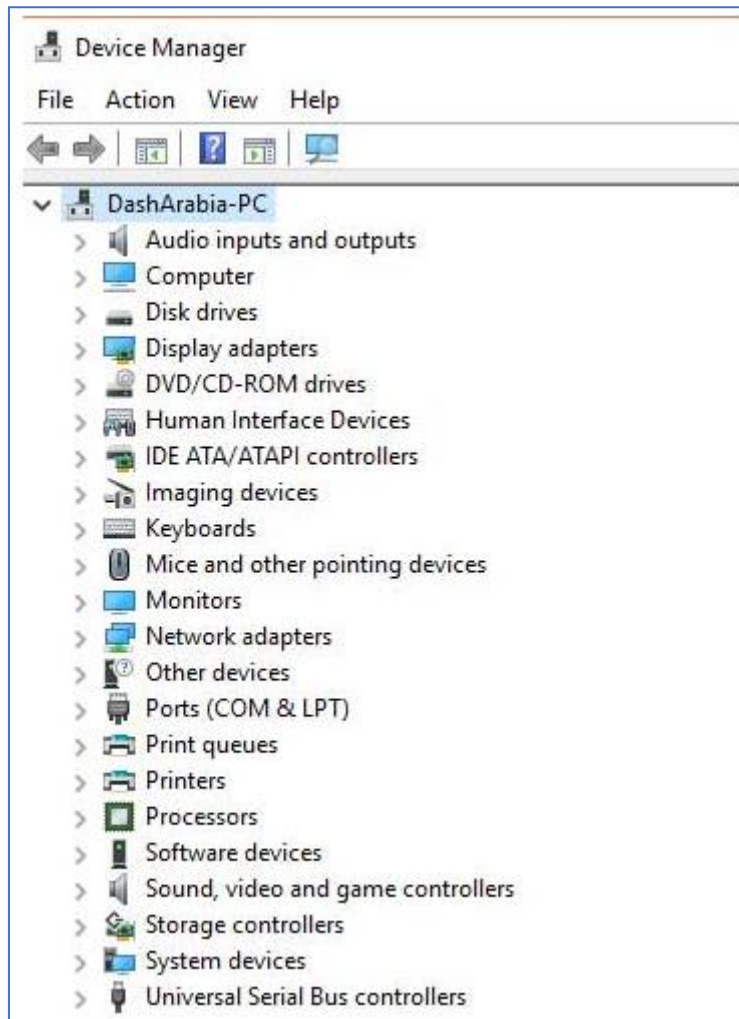 Device Manager
File Action View Help
DashArabia-PC
Audio inputs and outputs
Computer
Disk drives
Display adapters
DVD/CD-ROM drives
Human Interface Devices
IDE ATA/ATAPI controllers
Imaging devices
Keyboards
Mice and other pointing devices
Monitors
Network adapters
Other devices
Ports (COM & LPT)
Print queues
Printers
Processors
Software devices
Sound, video and game controllers
Storage controllers
System devices
Universal Serial Bus controllers